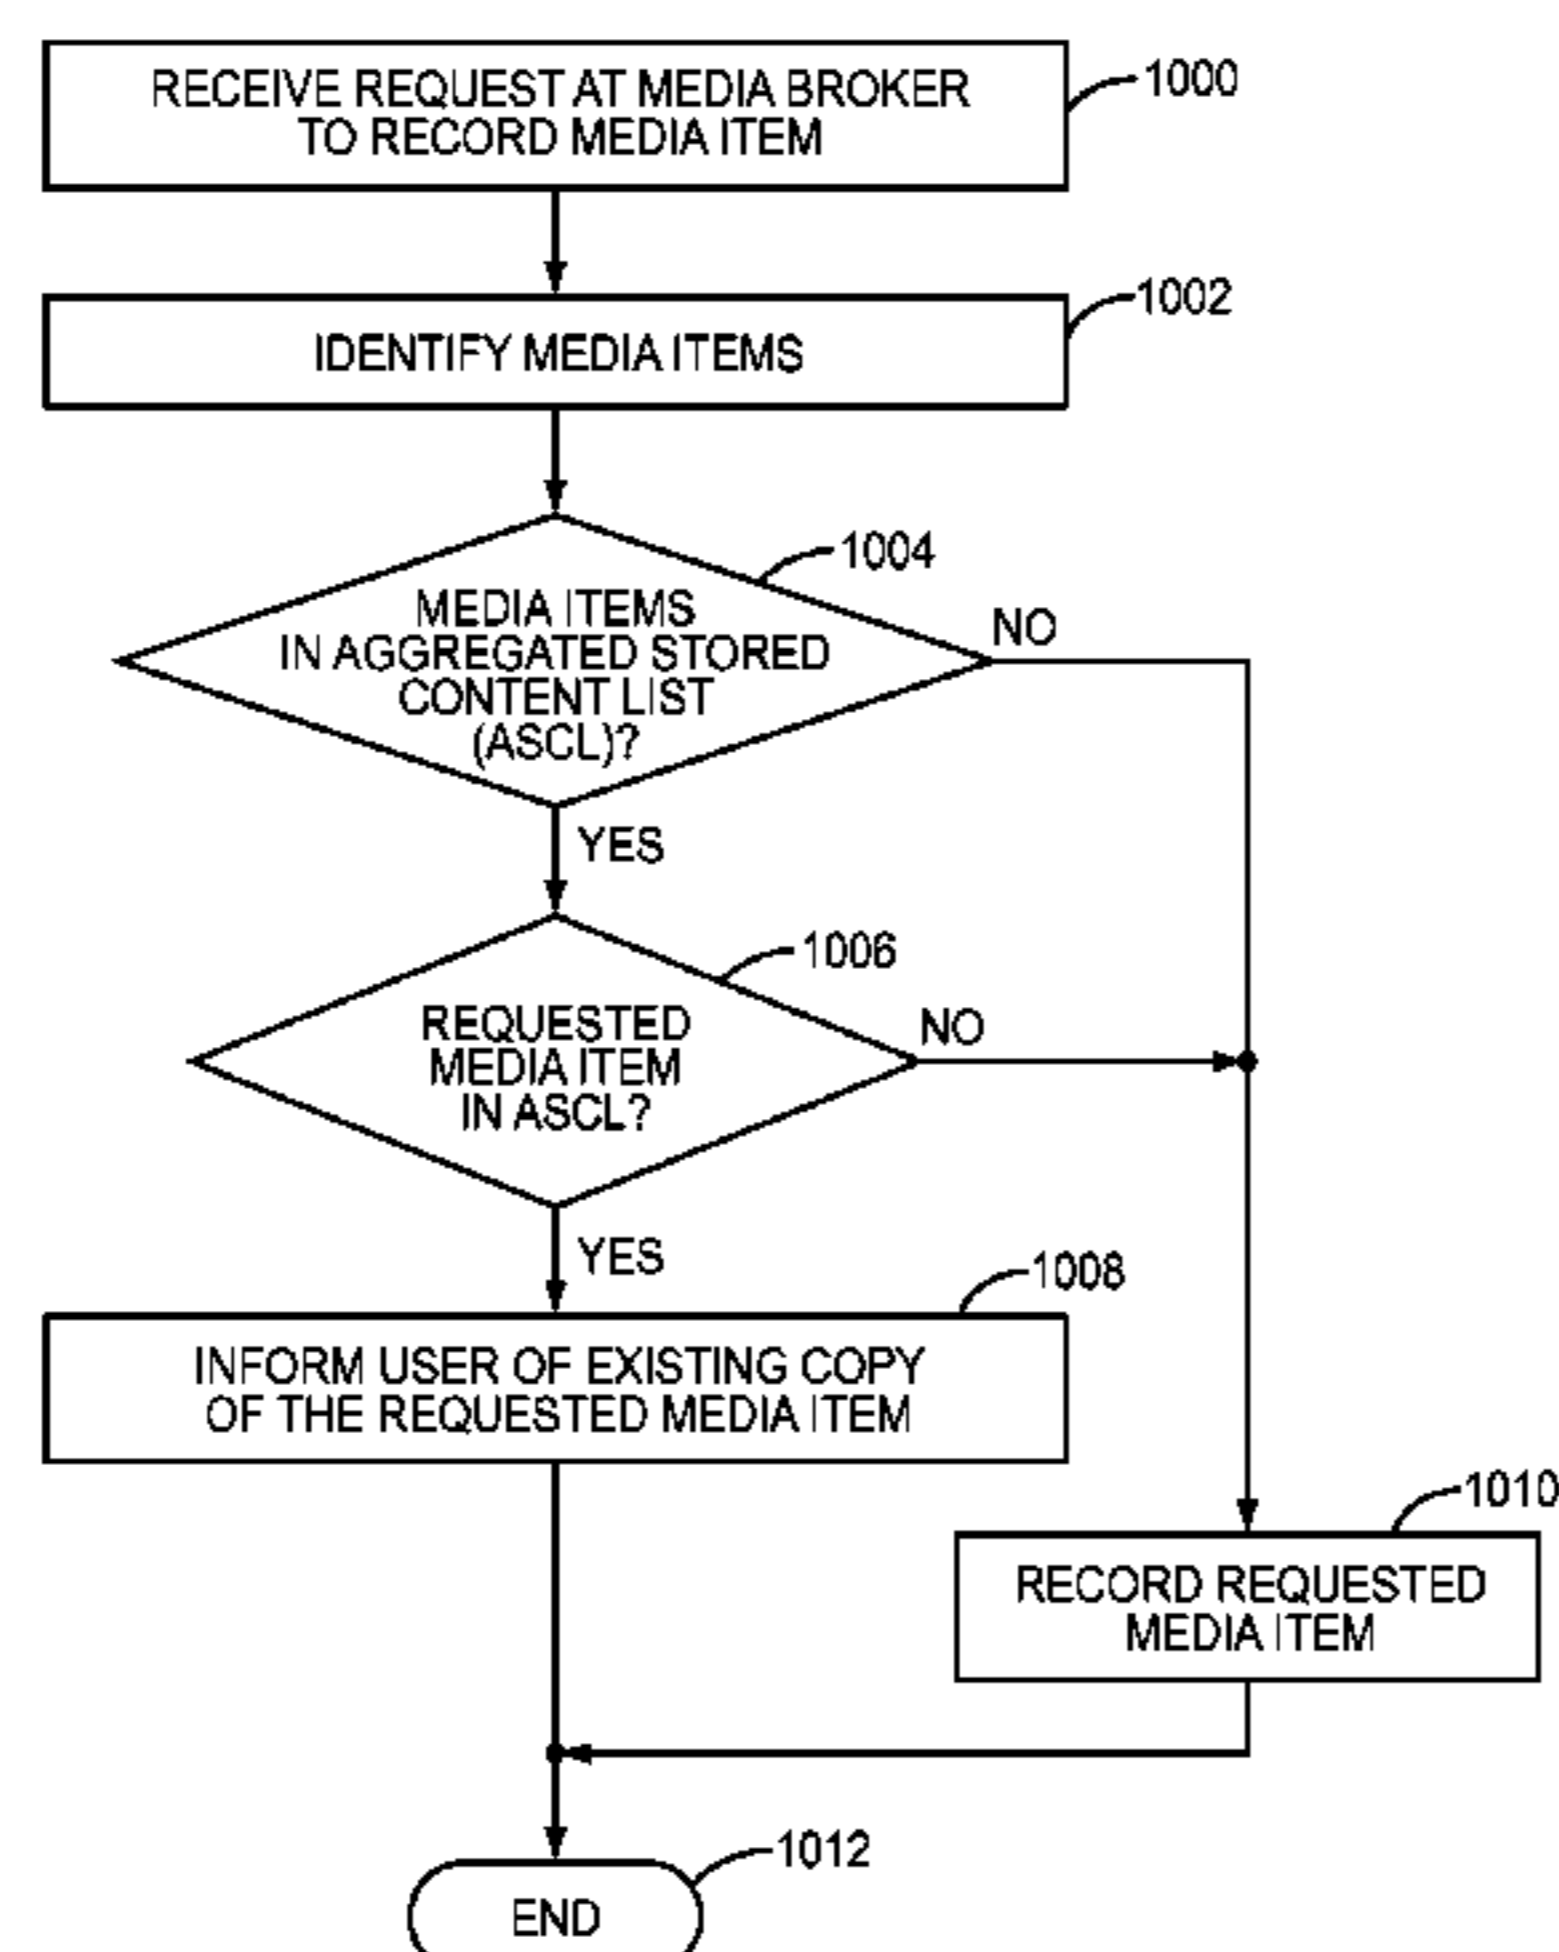 RECEIVE REQUEST AT MEDIA BROKER
TO RECORD MEDIA ITEM
1000
IDENTIFY MEDIA ITEMS
1002
1004
MEDIA ITEMS
IN AGGREGATED STORED
CONTENT LIST
(ASCL)?
NO
YES
1006
REQUESTED
MEDIA ITEM
IN ASCL?
NO
YES
1008
INFORM USER OF EXISTING COPY
OF THE REQUESTED MEDIA ITEM
1010
RECORD REQUESTED
MEDIA ITEM
1012
END